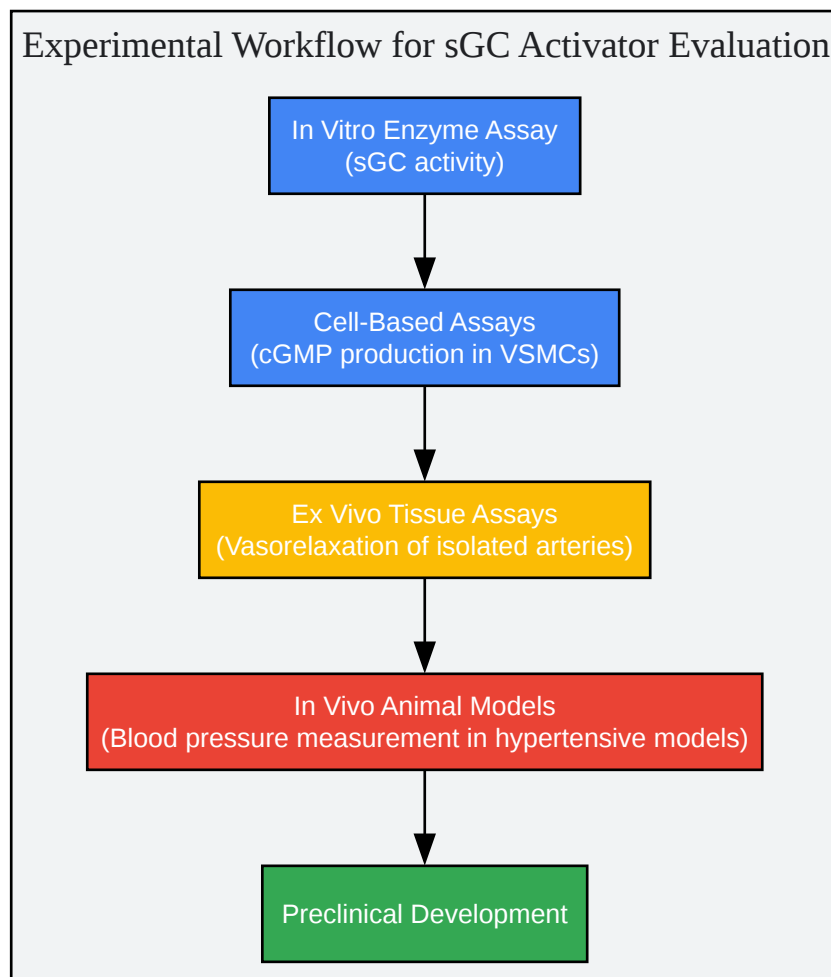 Experimental Workflow for sGC Activator Evaluation
In Vitro Enzyme Assay
(sGC activity)
Cell-Based Assays
(cGMP production in VSMCs)
Ex Vivo Tissue Assays
(Vasorelaxation of isolated arteries)
In Vivo Animal Models
(Blood pressure measurement in hypertensive models)
Preclinical Development